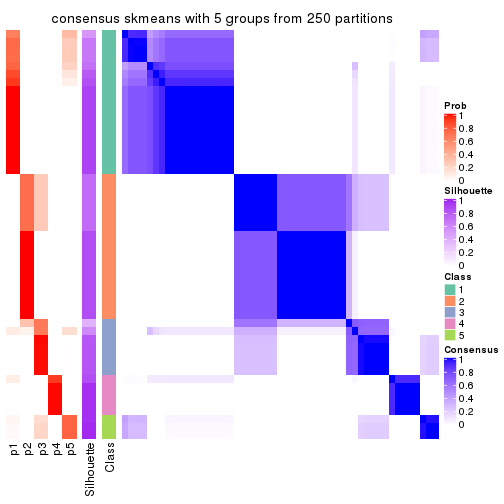 consensus skmeans with 5 groups from 250 partitions
Prob
1
0.8
0.6
0.4
0.2
0
Silhouette
1
0.8
0.6
0.4
0.2
0
Class
1
2
3
4
5
Consensus
1
0.8
0.6
0.4
0.2
0
p1
p2
p3
p4
p5
Silhouette
Class